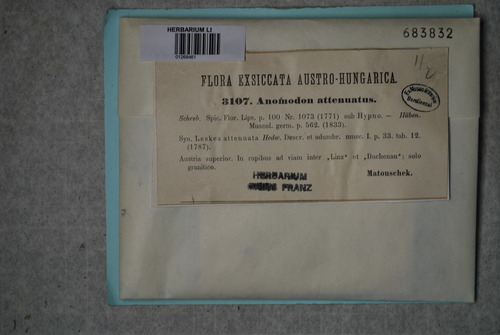 HERBARIUM LI
683832
FLORA EXSICCATA AUSTRO-HUNGARICA.
3107. Anomodon attenuatus.
Schreb. Spic. Flor. Lips. p. 100 Nr. 1073 (1771) sub Hypno. — Hüben.
Muscol. germ. p. 562. (1833).
Syn. Leskea attenuata Hedw. Descr. et adumbr. musc. I. p. 33. tab. 12.
(1787).
Austria superior. In rupibus ad viam inter „Linz“ et „Buchenau“; solo
granitico.
Matouschek.
HERBARIUM
FRANZ